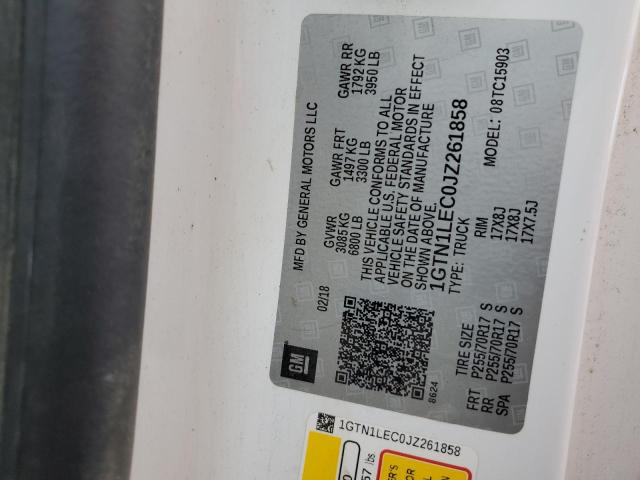 GM
MFD BY GENERAL MOTORS LLC
02/18
GVWR GAWR FRT GAWR RR
3085 KG 1497 KG 1792 KG
6800 LB 3300 LB 3950 LB
THIS VEHICLE CONFORMS TO ALL
APPLICABLE U.S. FEDERAL MOTOR
VEHICLE SAFETY STANDARDS IN EFFECT
ON THE DATE OF MANUFACTURE
SHOWN ABOVE.
1GTN1LEC0JZ261858
8624
TYPE: TRUCK MODEL: 08TC15903
TIRE SIZE RIM
FRT P255/70R17 S 17X8J
RR P255/70R17 S 17X8J
SPA P255/70R17 S 17X7.5J
1GTN1LEC0JZ261858
lbs